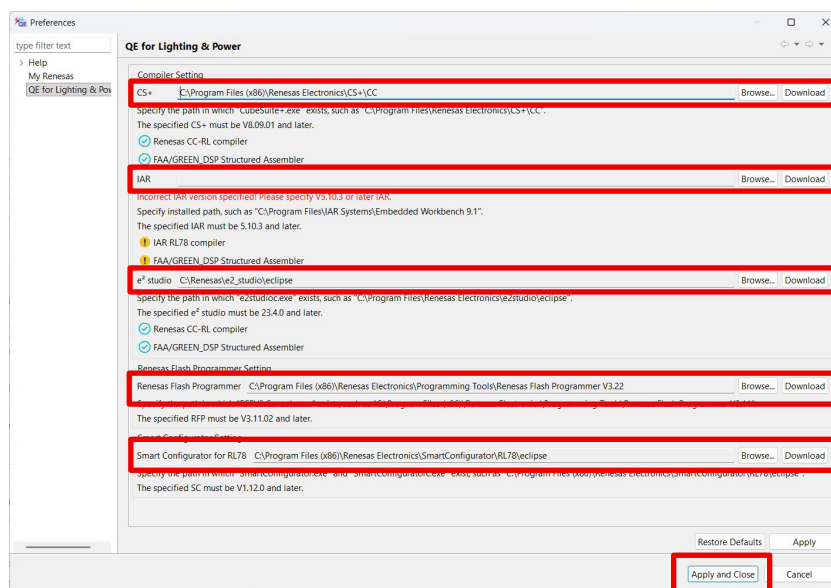 Preferences
type filter text
QE for Lighting & Power
Help
My Renesas
QE for Lighting & Pow
Compiler Setting
CS+ C:\Program Files (x86)\Renesas Electronics\CS+\CC Browse... Download
Specify the path in which "CubeSuite+.exe" exists, such as "C:\Program Files\Renesas Electronics\CS+\CC".
The specified CS+ must be V8.09.01 and later.
Renesas CC-RL compiler
FAA/GREEN_DSP Structured Assembler
IAR Browse... Download
Incorrect IAR version specified! Please specify V5.10.3 or later IAR.
Specify installed path, such as "C:\Program Files\IAR Systems\Embedded Workbench 9.1".
The specified IAR must be 5.10.3 and later.
IAR RL78 compiler
FAA/GREEN_DSP Structured Assembler
e² studio C:\Renesas\e2_studio\eclipse Browse... Download
Specify the path in which "e2studioc.exe" exists, such as "C:\Program Files\Renesas Electronics\e2studio\eclipse".
The specified e² studio must be 23.4.0 and later.
Renesas CC-RL compiler
FAA/GREEN_DSP Structured Assembler
Renesas Flash Programmer Setting
Renesas Flash Programmer C:\Program Files (x86)\Renesas Electronics\Programming Tools\Renesas Flash Programmer V3.22 Browse... Download
The specified RFP must be V3.11.02 and later.
Smart Configurator Setting
Smart Configurator for RL78 C:\Program Files (x86)\Renesas Electronics\SmartConfigurator\RL78\eclipse Browse... Download
Specify the path in which "SmartConfigurator.exe" and "SmartConfiguratorc.exe" exist, such as "C:\Program Files (x86)\Renesas Electronics\SmartConfigurator\RL78\eclipse".
The specified SC must be V1.12.0 and later.
Restore Defaults Apply
Apply and Close Cancel